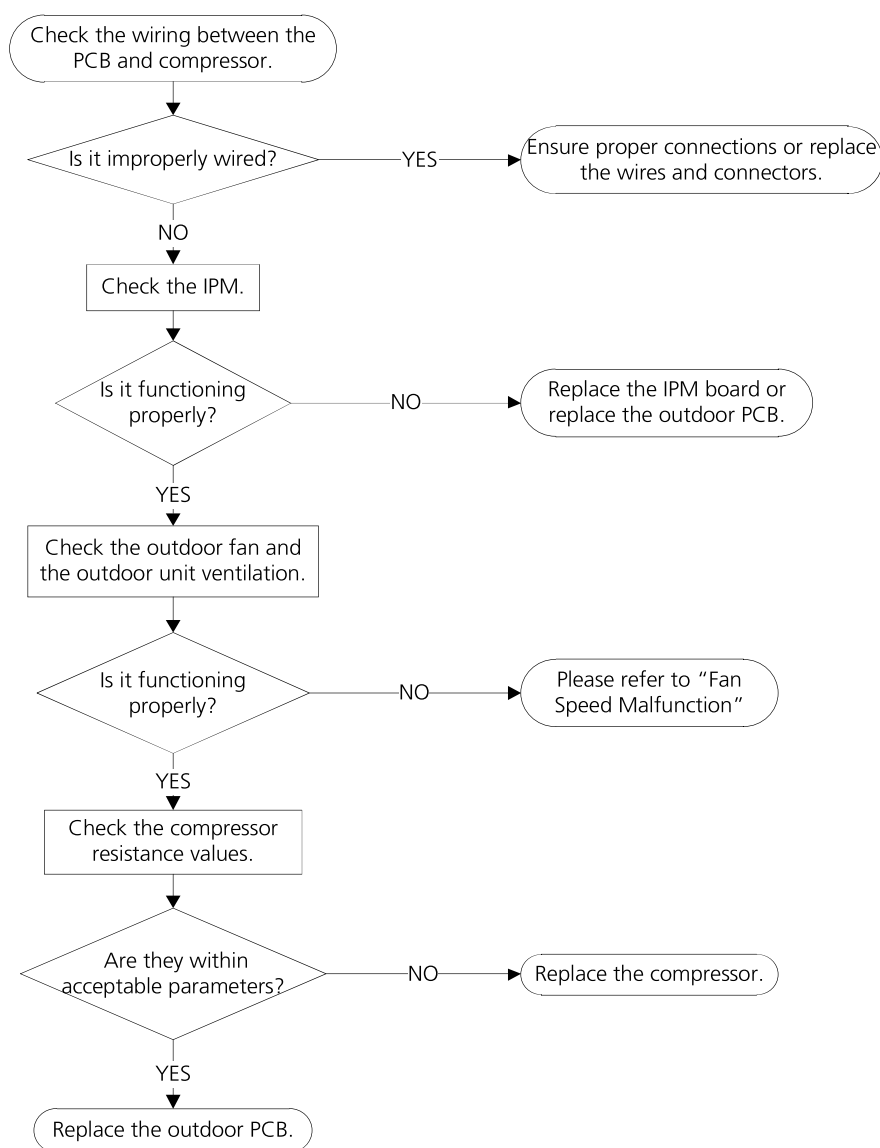 Check the wiring between the
PCB and compressor.
Is it improperly wired?
YES
Ensure proper connections or replace
the wires and connectors.
NO
Check the IPM.
Is it functioning
properly?
NO
Replace the IPM board or
replace the outdoor PCB.
YES
Check the outdoor fan and
the outdoor unit ventilation.
Is it functioning
properly?
NO
Please refer to “Fan
Speed Malfunction”
YES
Check the compressor
resistance values.
Are they within
acceptable parameters?
NO
Replace the compressor.
YES
Replace the outdoor PCB.